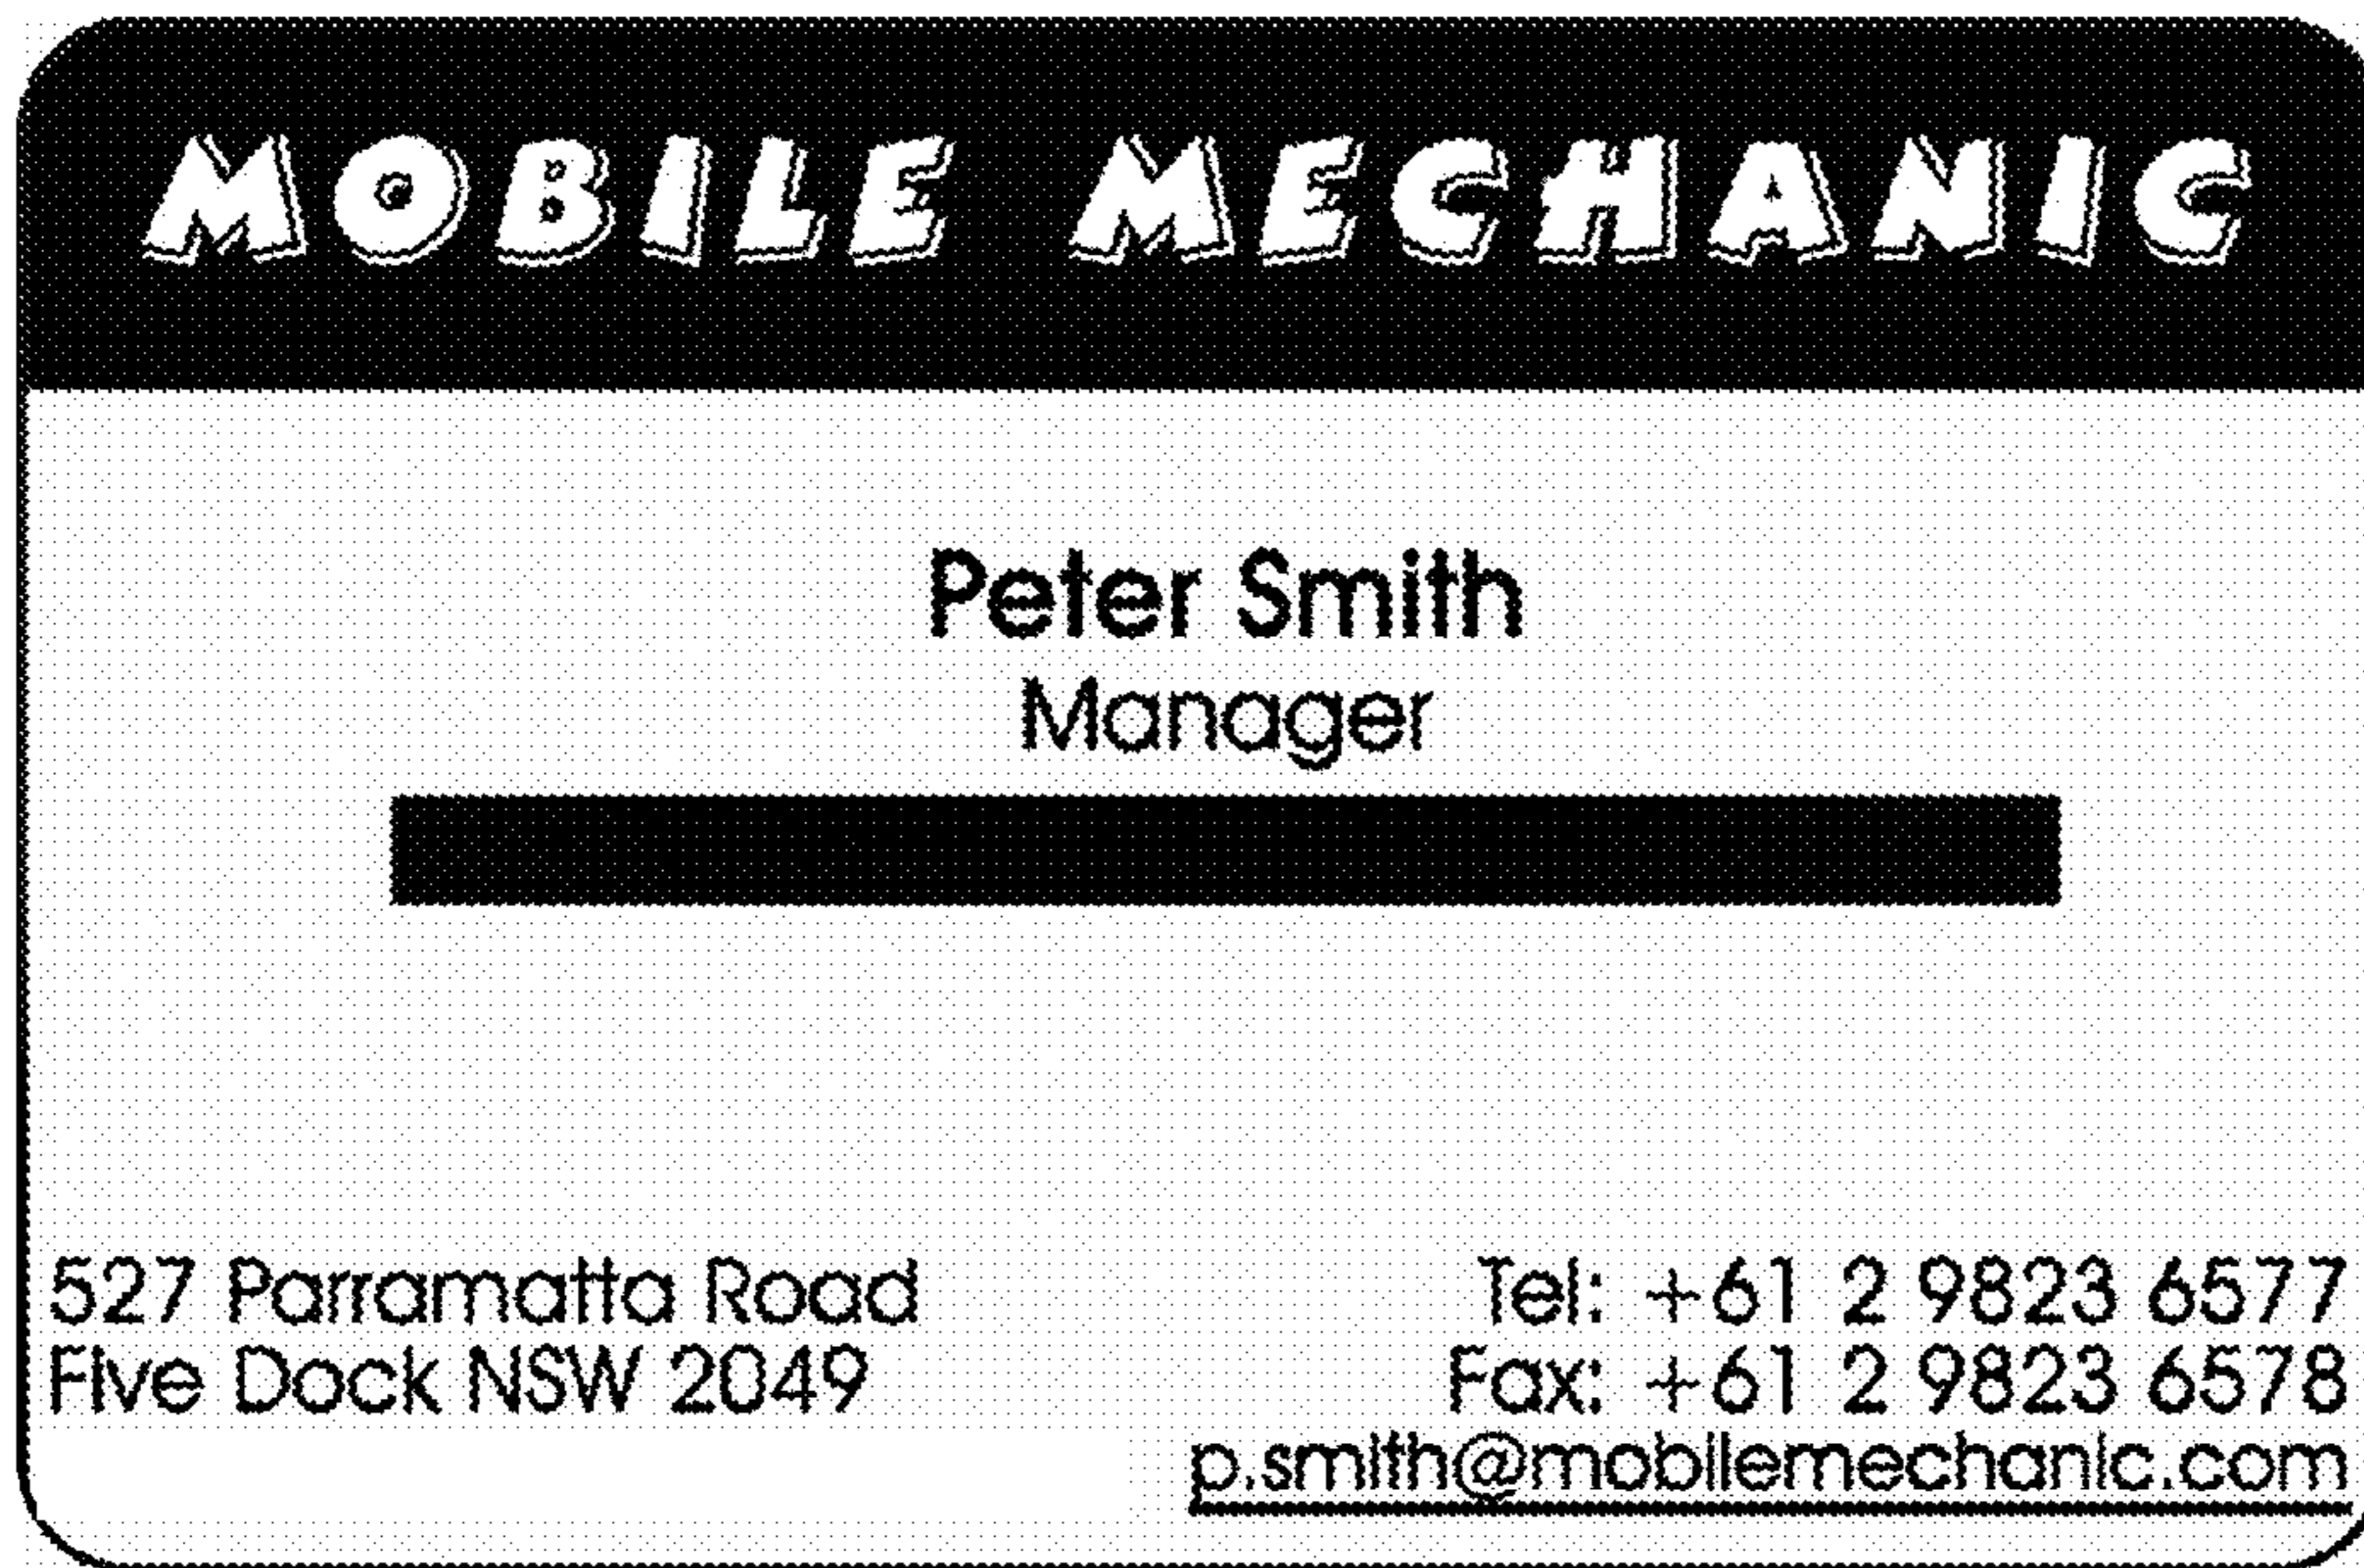 MOBILE MECHANIC
Peter Smith
Manager
527 Parramatta Road
Five Dock NSW 2049
Tel: +61 2 9823 6577
Fax: +61 2 9823 6578
p.smith@mobilemechanic.com